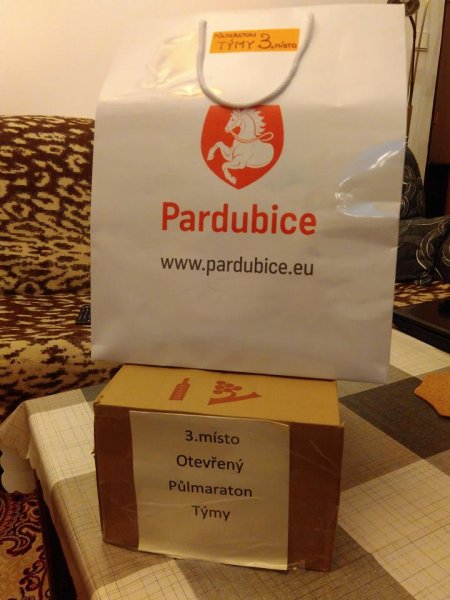 PŮLMARATON
TÝMY 3. MÍSTO
Pardubice
www.pardubice.eu
3.místo
Otevřený
Půlmaraton
Týmy